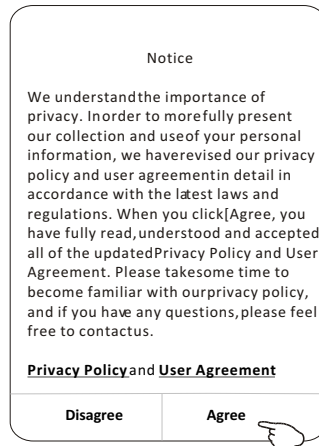 Notice
We understandthe importance of
privacy. Inorder to morefully present
our collection and useof your personal
information, we haverevised our privacy
policy and user agreementin detail in
accordance with the latest laws and
regulations. When you click[Agree, you
have fully read,understood and accepted
all of the updatedPrivacy Policy and User
Agreement. Please takesome time to
become familiar with ourprivacy policy,
and if you have any questions,please feel
free to contactus.
Privacy Policyand User Agreement
Disagree Agree